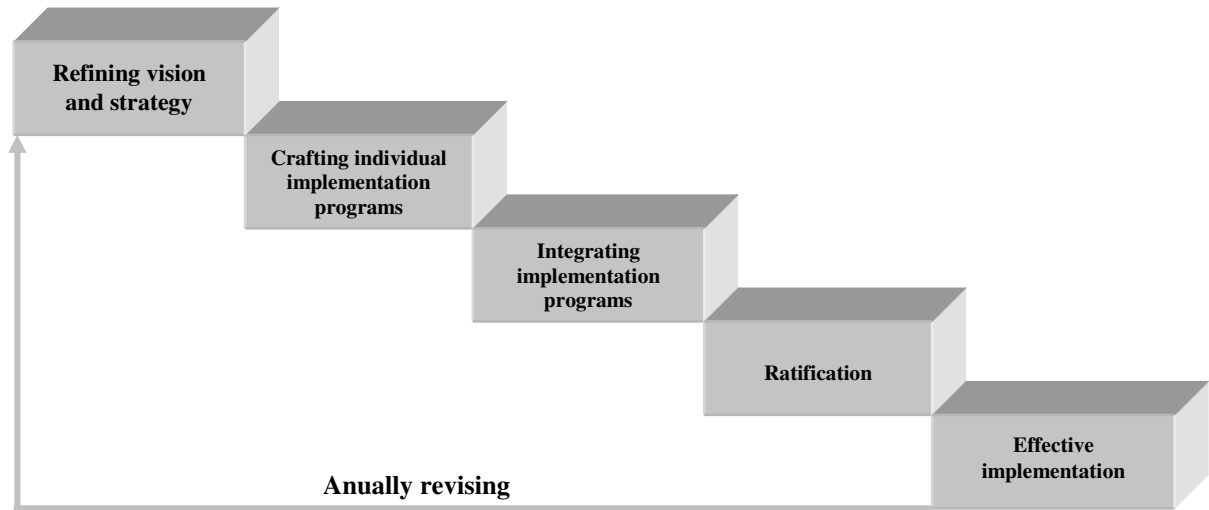 Refining vision
and strategy
Crafting individual
implementation
programs
Integrating
implementation
programs
Ratification
Effective
implementation
Anually revising